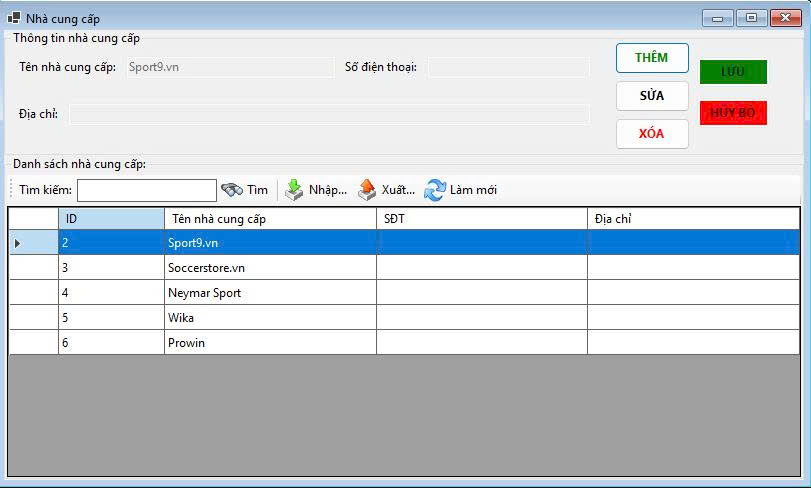 Nhà cung cấp
Thông tin nhà cung cấp
Tên nhà cung cấp: Sport9.vn Số điện thoại:
Địa chỉ:
THÊM
LƯU
SỬA
HỦY BỎ
XÓA
Danh sách nhà cung cấp:
Tìm kiếm: Tìm Nhập... Xuất... Làm mới
ID Tên nhà cung cấp SĐT Địa chỉ
2 Sport9.vn
3 Soccerstore.vn
4 Neymar Sport
5 Wika
6 Prowin